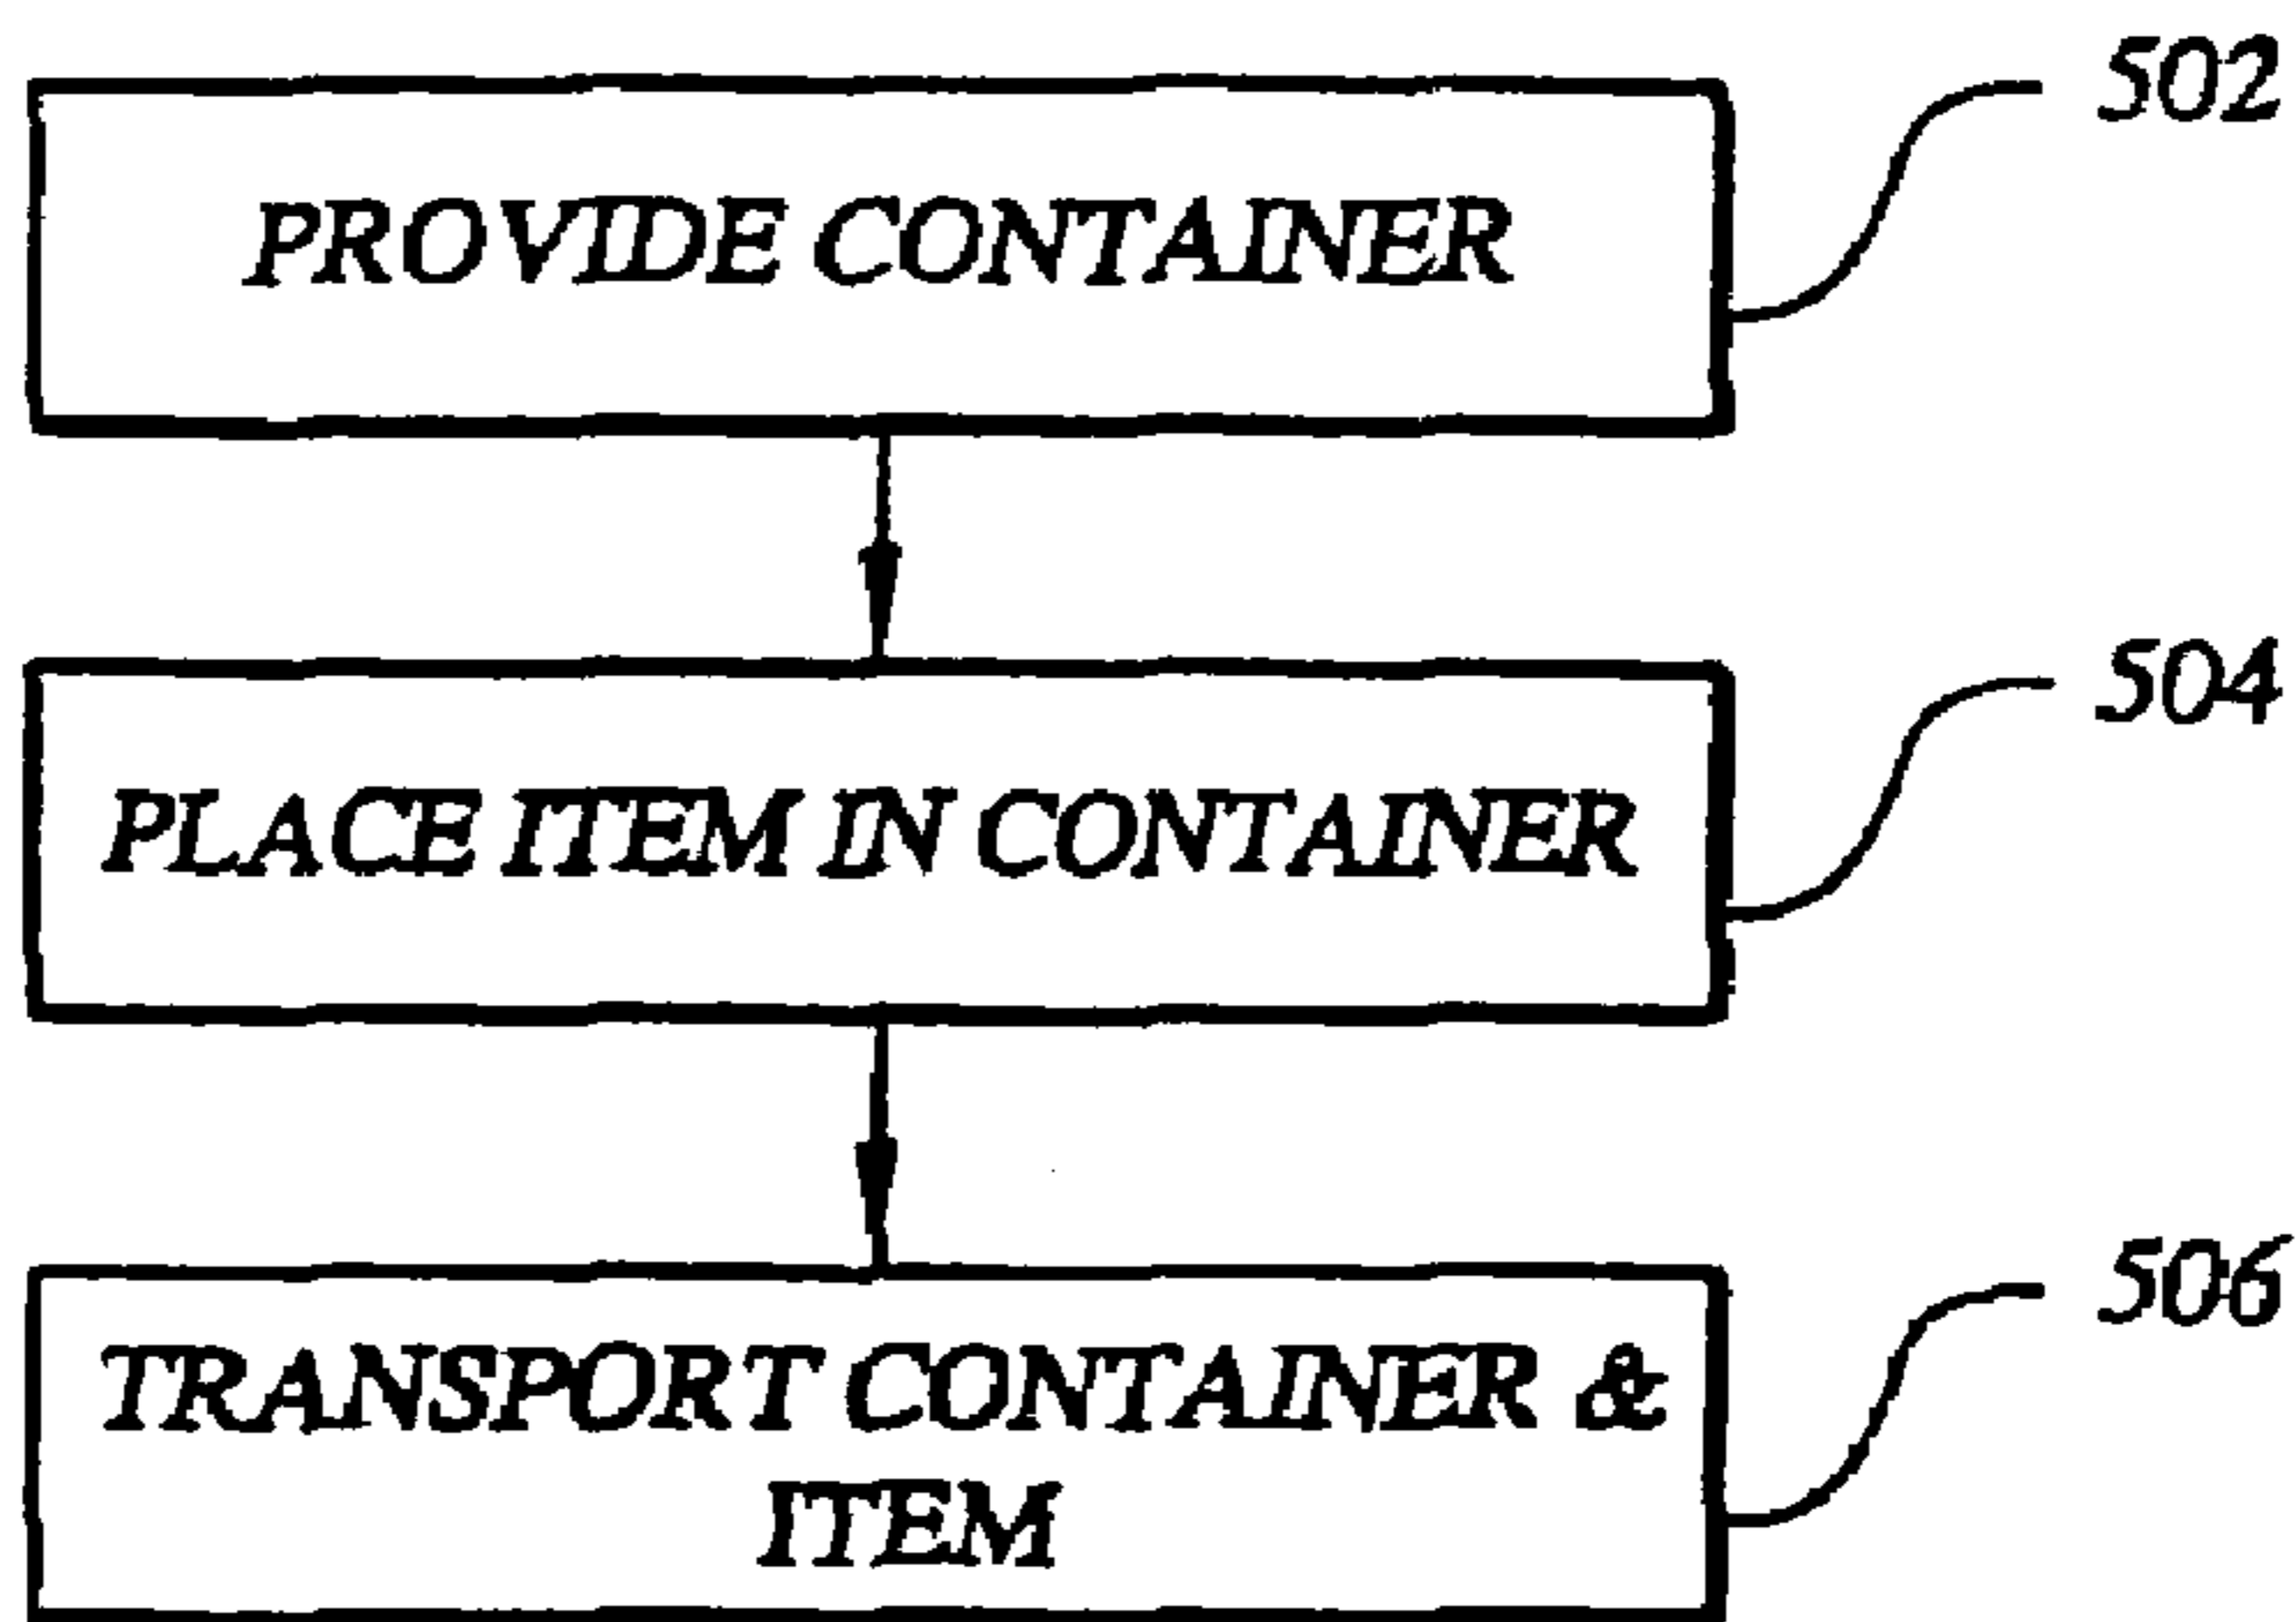 502
PROVIDE CONTAINER
504
PLACE ITEM IN CONTAINER
506
TRANSPORT CONTAINER &
ITEM